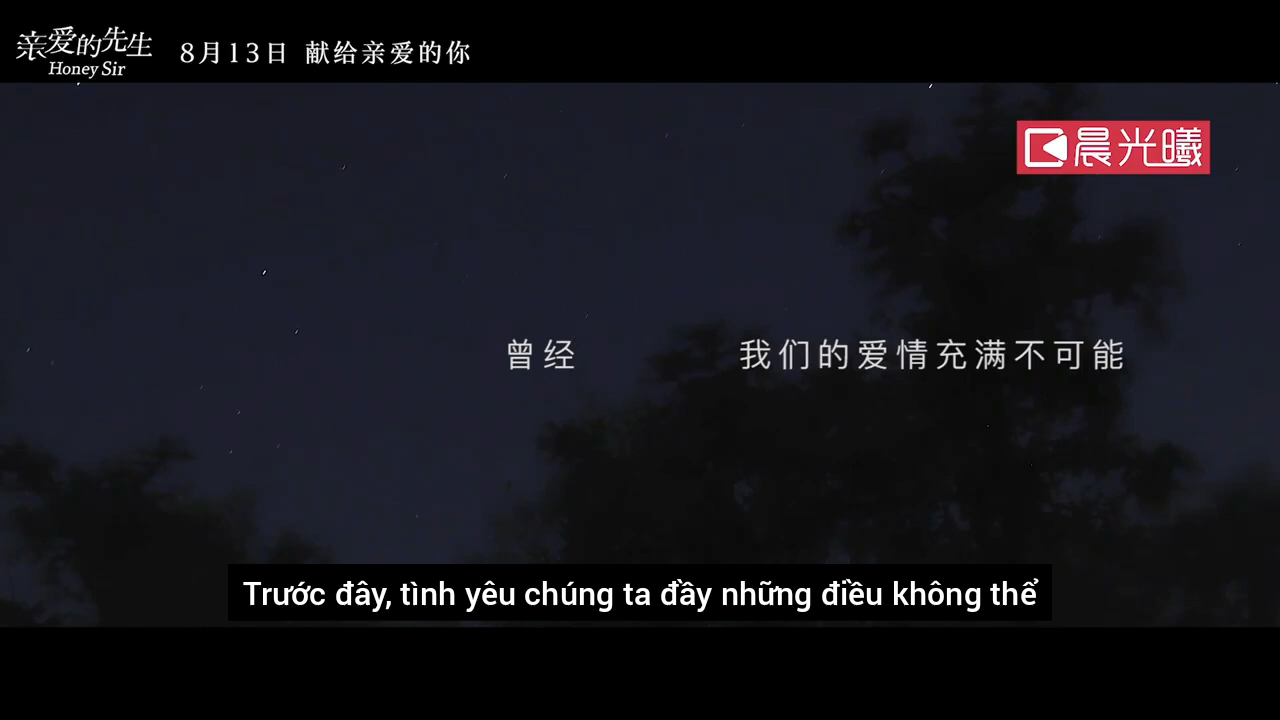 亲爱的先生
Honey Sir
8月13日 献给亲爱的你
晨光曦
曾经 我们的爱情充满不可能
Trước đây, tình yêu chúng ta đầy những điều không thể